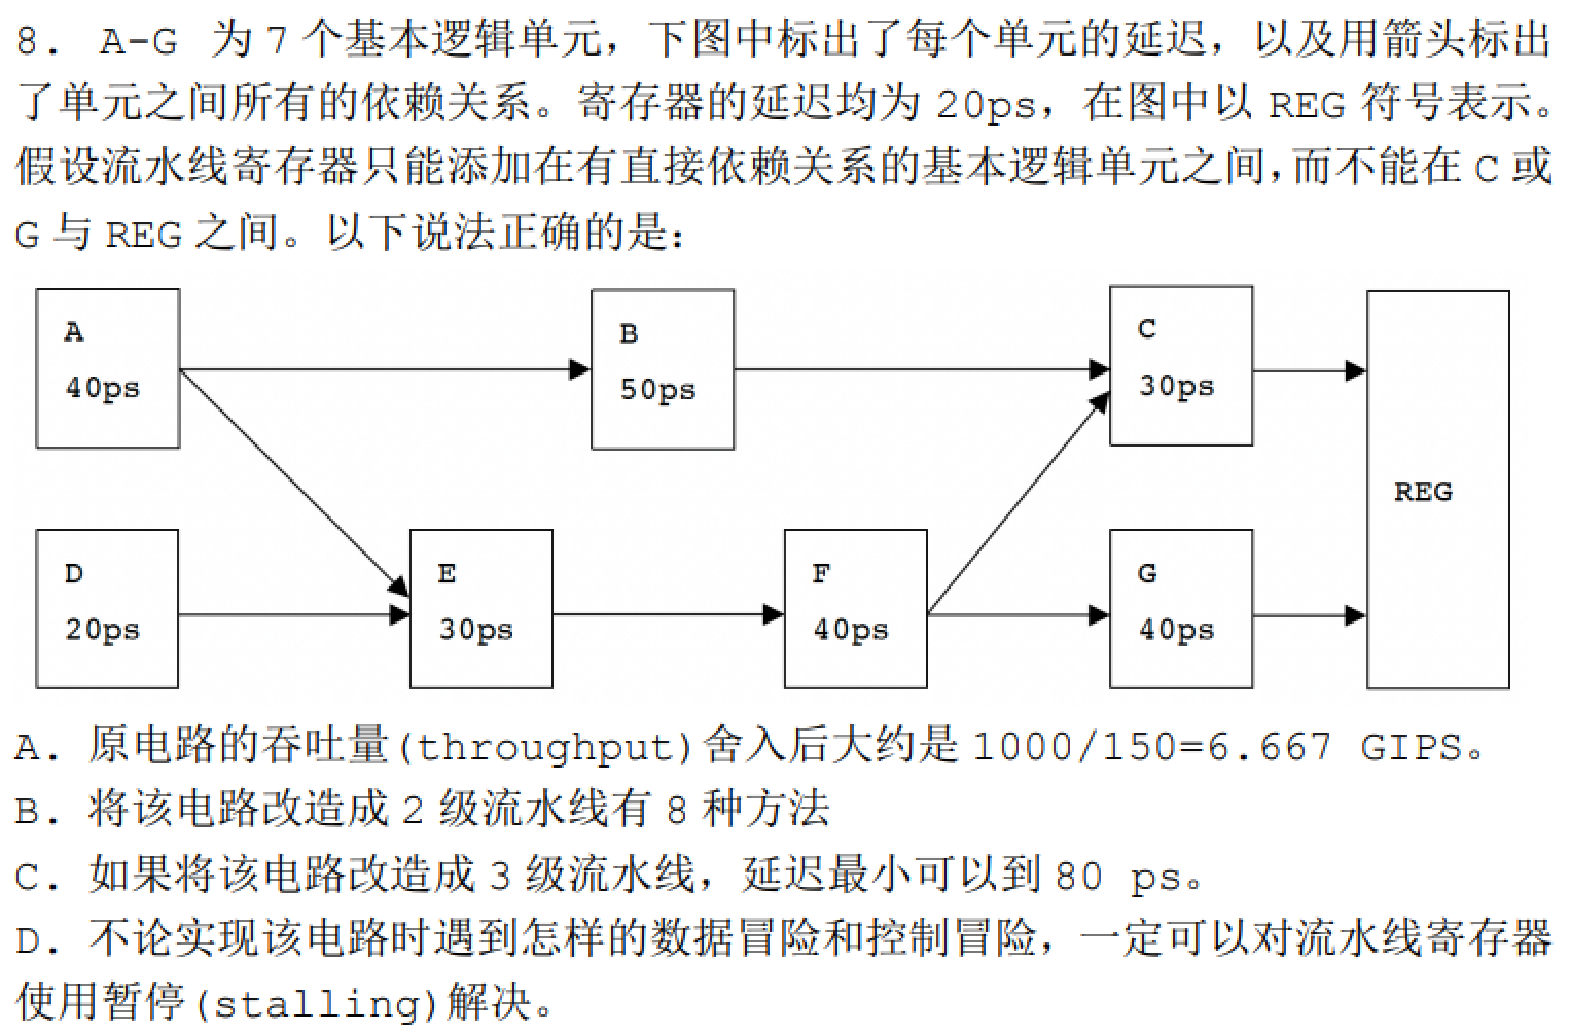 8. A-G 为 7 个基本逻辑单元，下图中标出了每个单元的延迟，以及用箭头标出
了单元之间所有的依赖关系。寄存器的延迟均为 20ps，在图中以 REG 符号表示。
假设流水线寄存器只能添加在有直接依赖关系的基本逻辑单元之间，而不能在 C 或
G 与 REG 之间。以下说法正确的是：
A
40ps
B
50ps
C
30ps
REG
D
20ps
E
30ps
F
40ps
G
40ps
A. 原电路的吞吐量(throughput)舍入后大约是 1000/150=6.667 GIPS。
B. 将该电路改造成 2 级流水线有 8 种方法
C. 如果将该电路改造成 3 级流水线，延迟最小可以到 80 ps。
D. 不论实现该电路时遇到怎样的数据冒险和控制冒险，一定可以对流水线寄存器
使用暂停(stalling)解决。